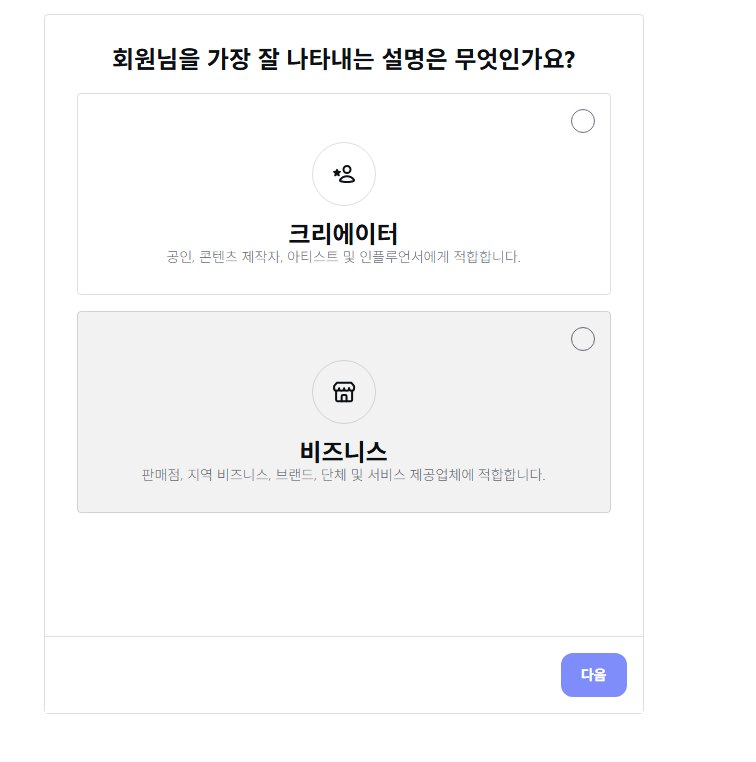 회원님을 가장 잘 나타내는 설명은 무엇인가요?
크리에이터
공인, 콘텐츠 제작자, 아티스트 및 인플루언서에게 적합합니다.
비즈니스
판매점, 지역 비즈니스, 브랜드, 단체 및 서비스 제공업체에 적합합니다.
다음